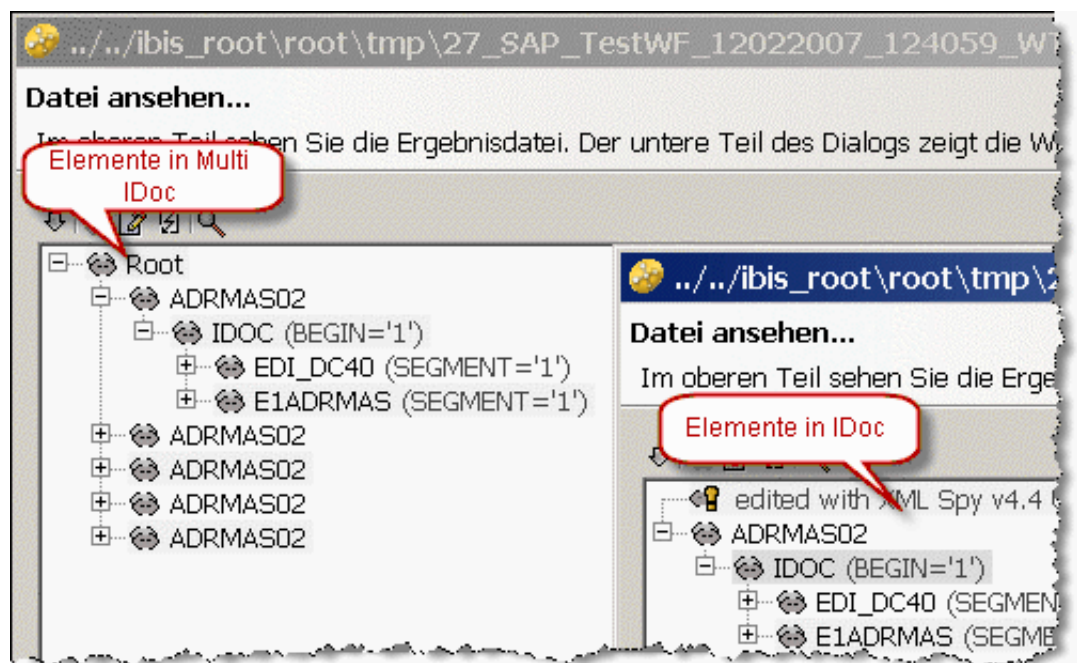 ../../ibis_root\root\tmp\27_SAP_TestWF_12022007_124059_WT
Datei ansehen...
Im oberen Teil sehen Sie die Ergebnisdatei. Der untere Teil des Dialogs zeigt die W
Elemente in Multi
IDoc
Root
ADRMAS02
IDOC (BEGIN='1')
EDI_DC40 (SEGMENT='1')
E1ADRMAS (SEGMENT='1')
ADRMAS02
ADRMAS02
ADRMAS02
ADRMAS02
../../ibis_root\root\tmp\2
Datei ansehen...
Im oberen Teil sehen Sie die Erge
Elemente in IDoc
edited with XML Spy v4.4
ADRMAS02
IDOC (BEGIN='1')
EDI_DC40 (SEGMEN
E1ADRMAS (SEGME